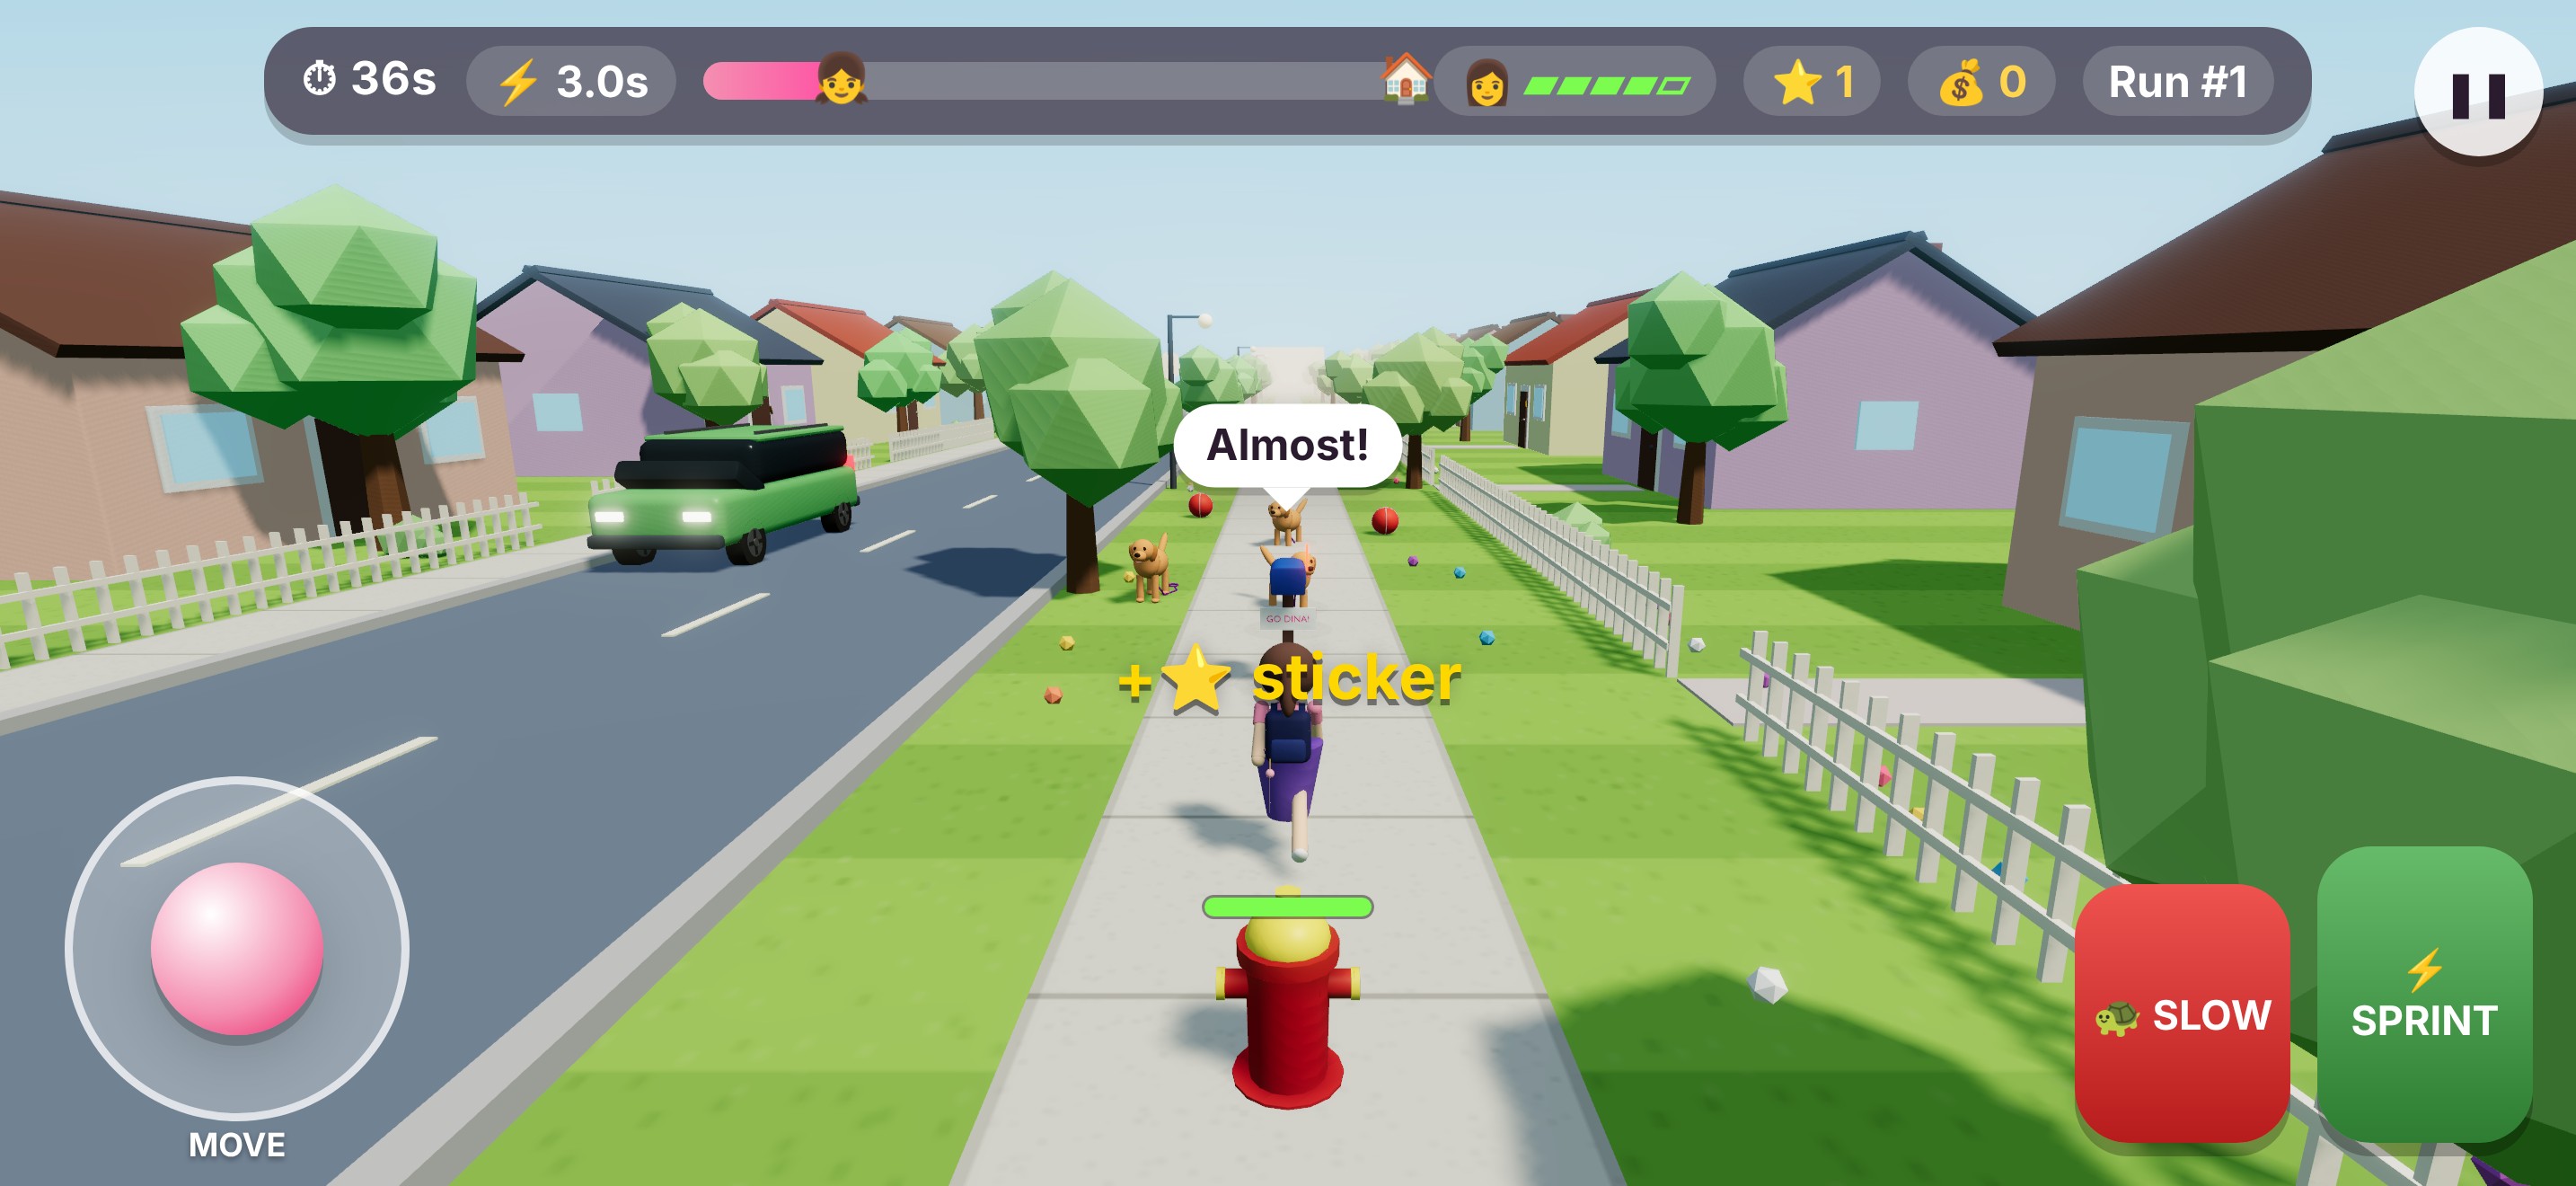 36s
3.0s
1
0
Run #1
Almost!
GO DINA!
+⭐ sticker
MOVE
SLOW
SPRINT